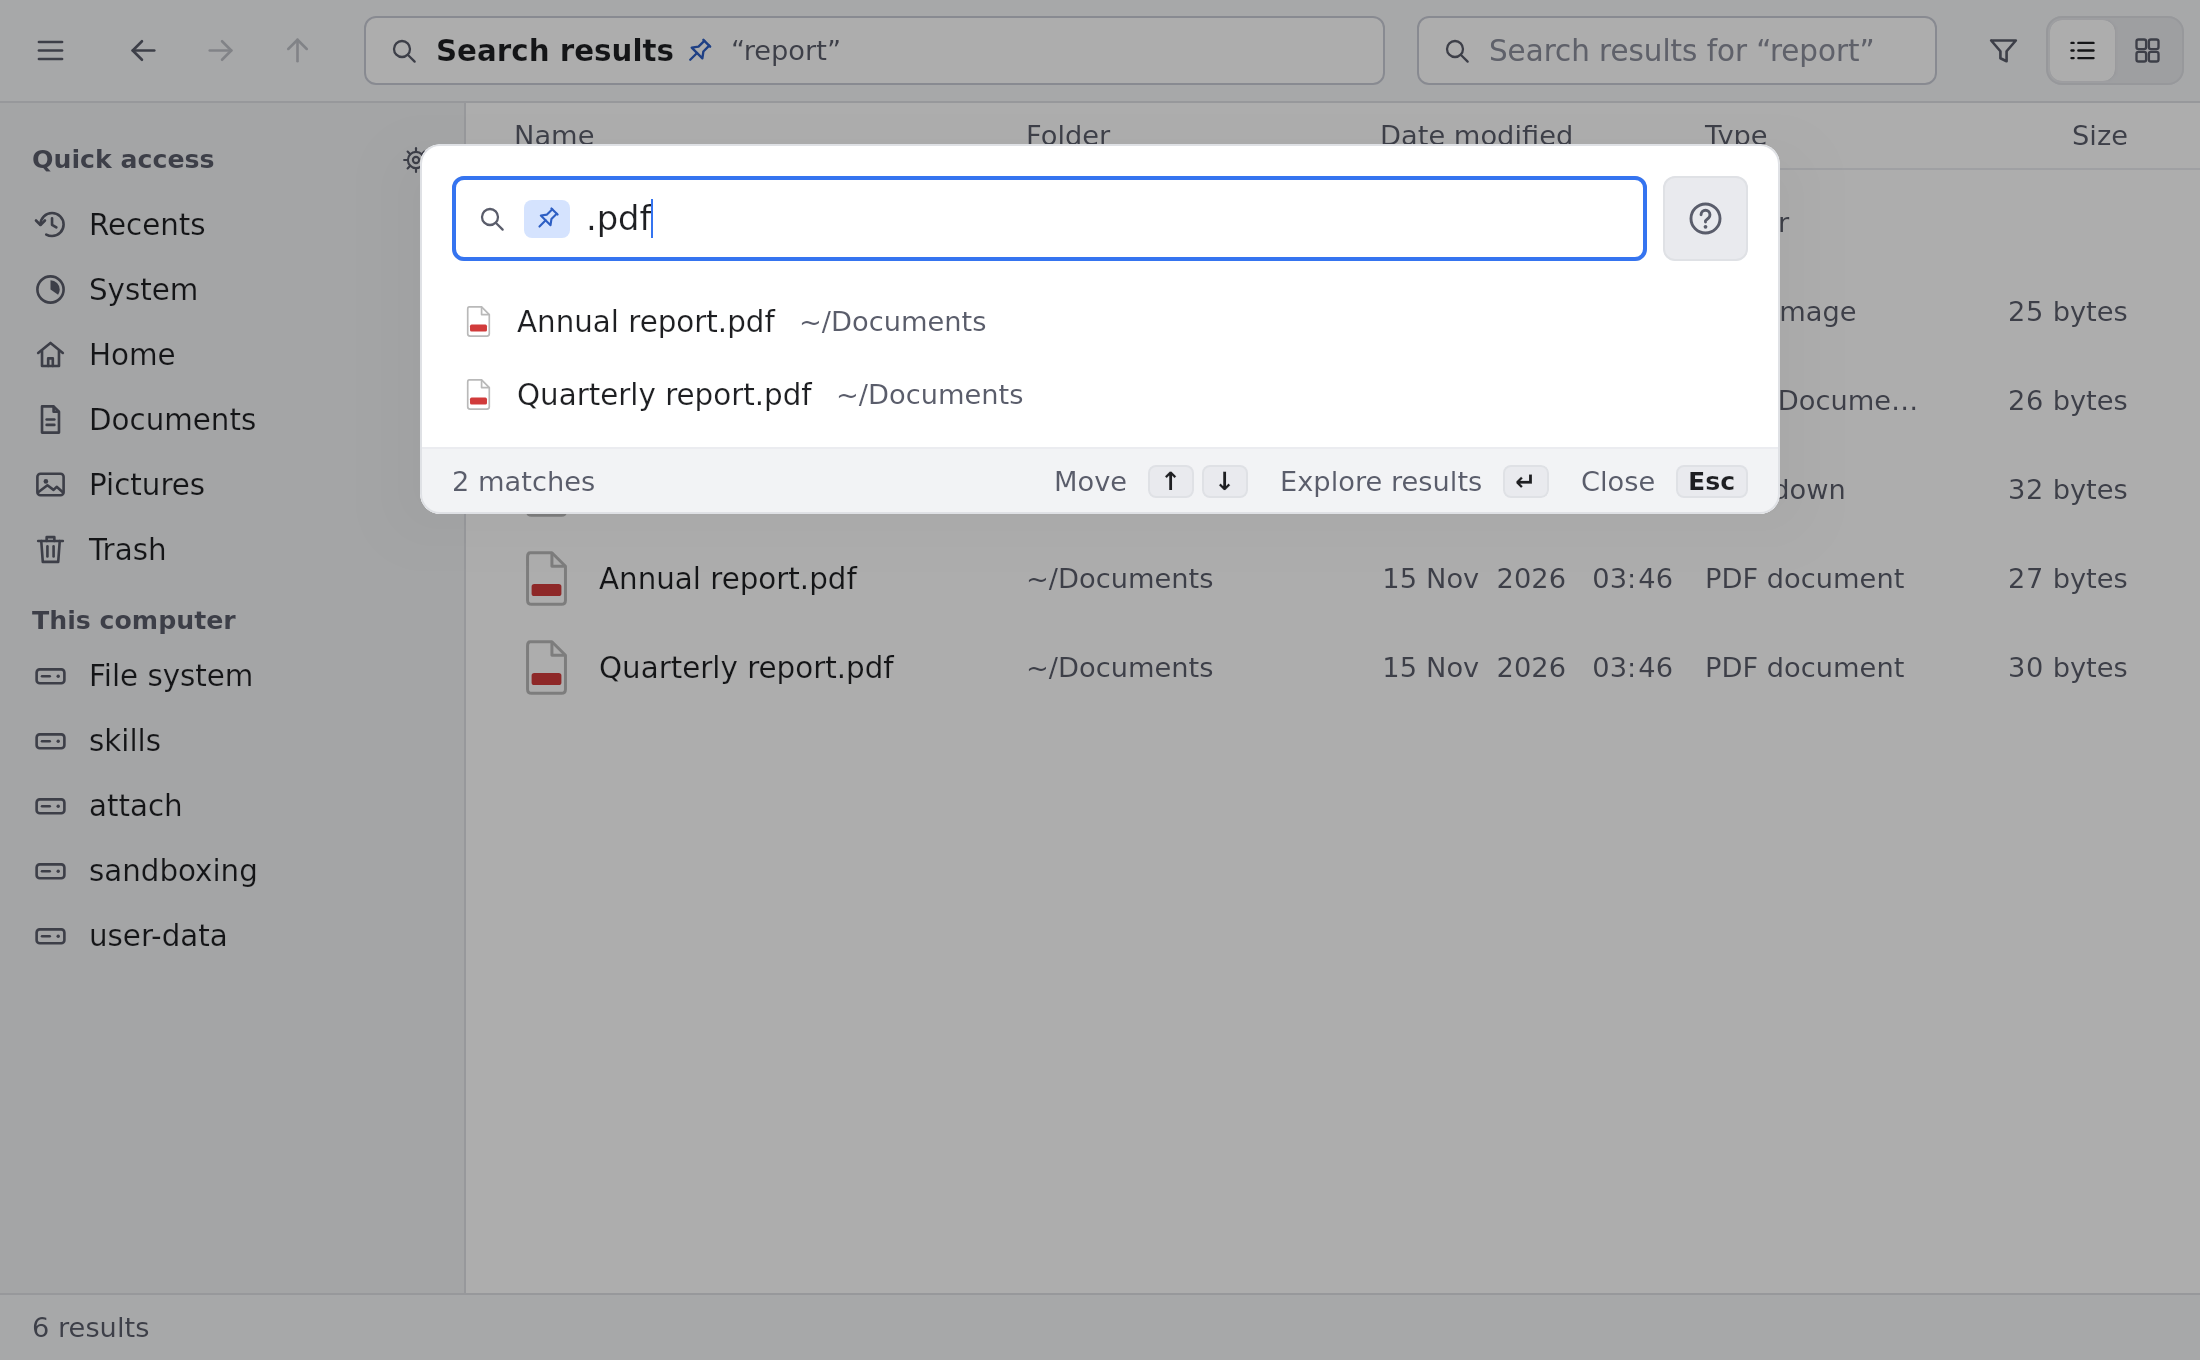 Search results “report”
Search results for “report”
Name Folder Date modified Type Size
Quick access
Recents
System
Home
Documents
Pictures
Trash
This computer
File system
skills
attach
sandboxing
user-data
.pdf
Annual report.pdf ~/Documents
Quarterly report.pdf ~/Documents
2 matches Move ↑ ↓ Explore results ↵ Close Esc
r
mage 25 bytes
Docume… 26 bytes
down 32 bytes
Annual report.pdf ~/Documents 15 Nov 2026 03:46 PDF document 27 bytes
Quarterly report.pdf ~/Documents 15 Nov 2026 03:46 PDF document 30 bytes
6 results